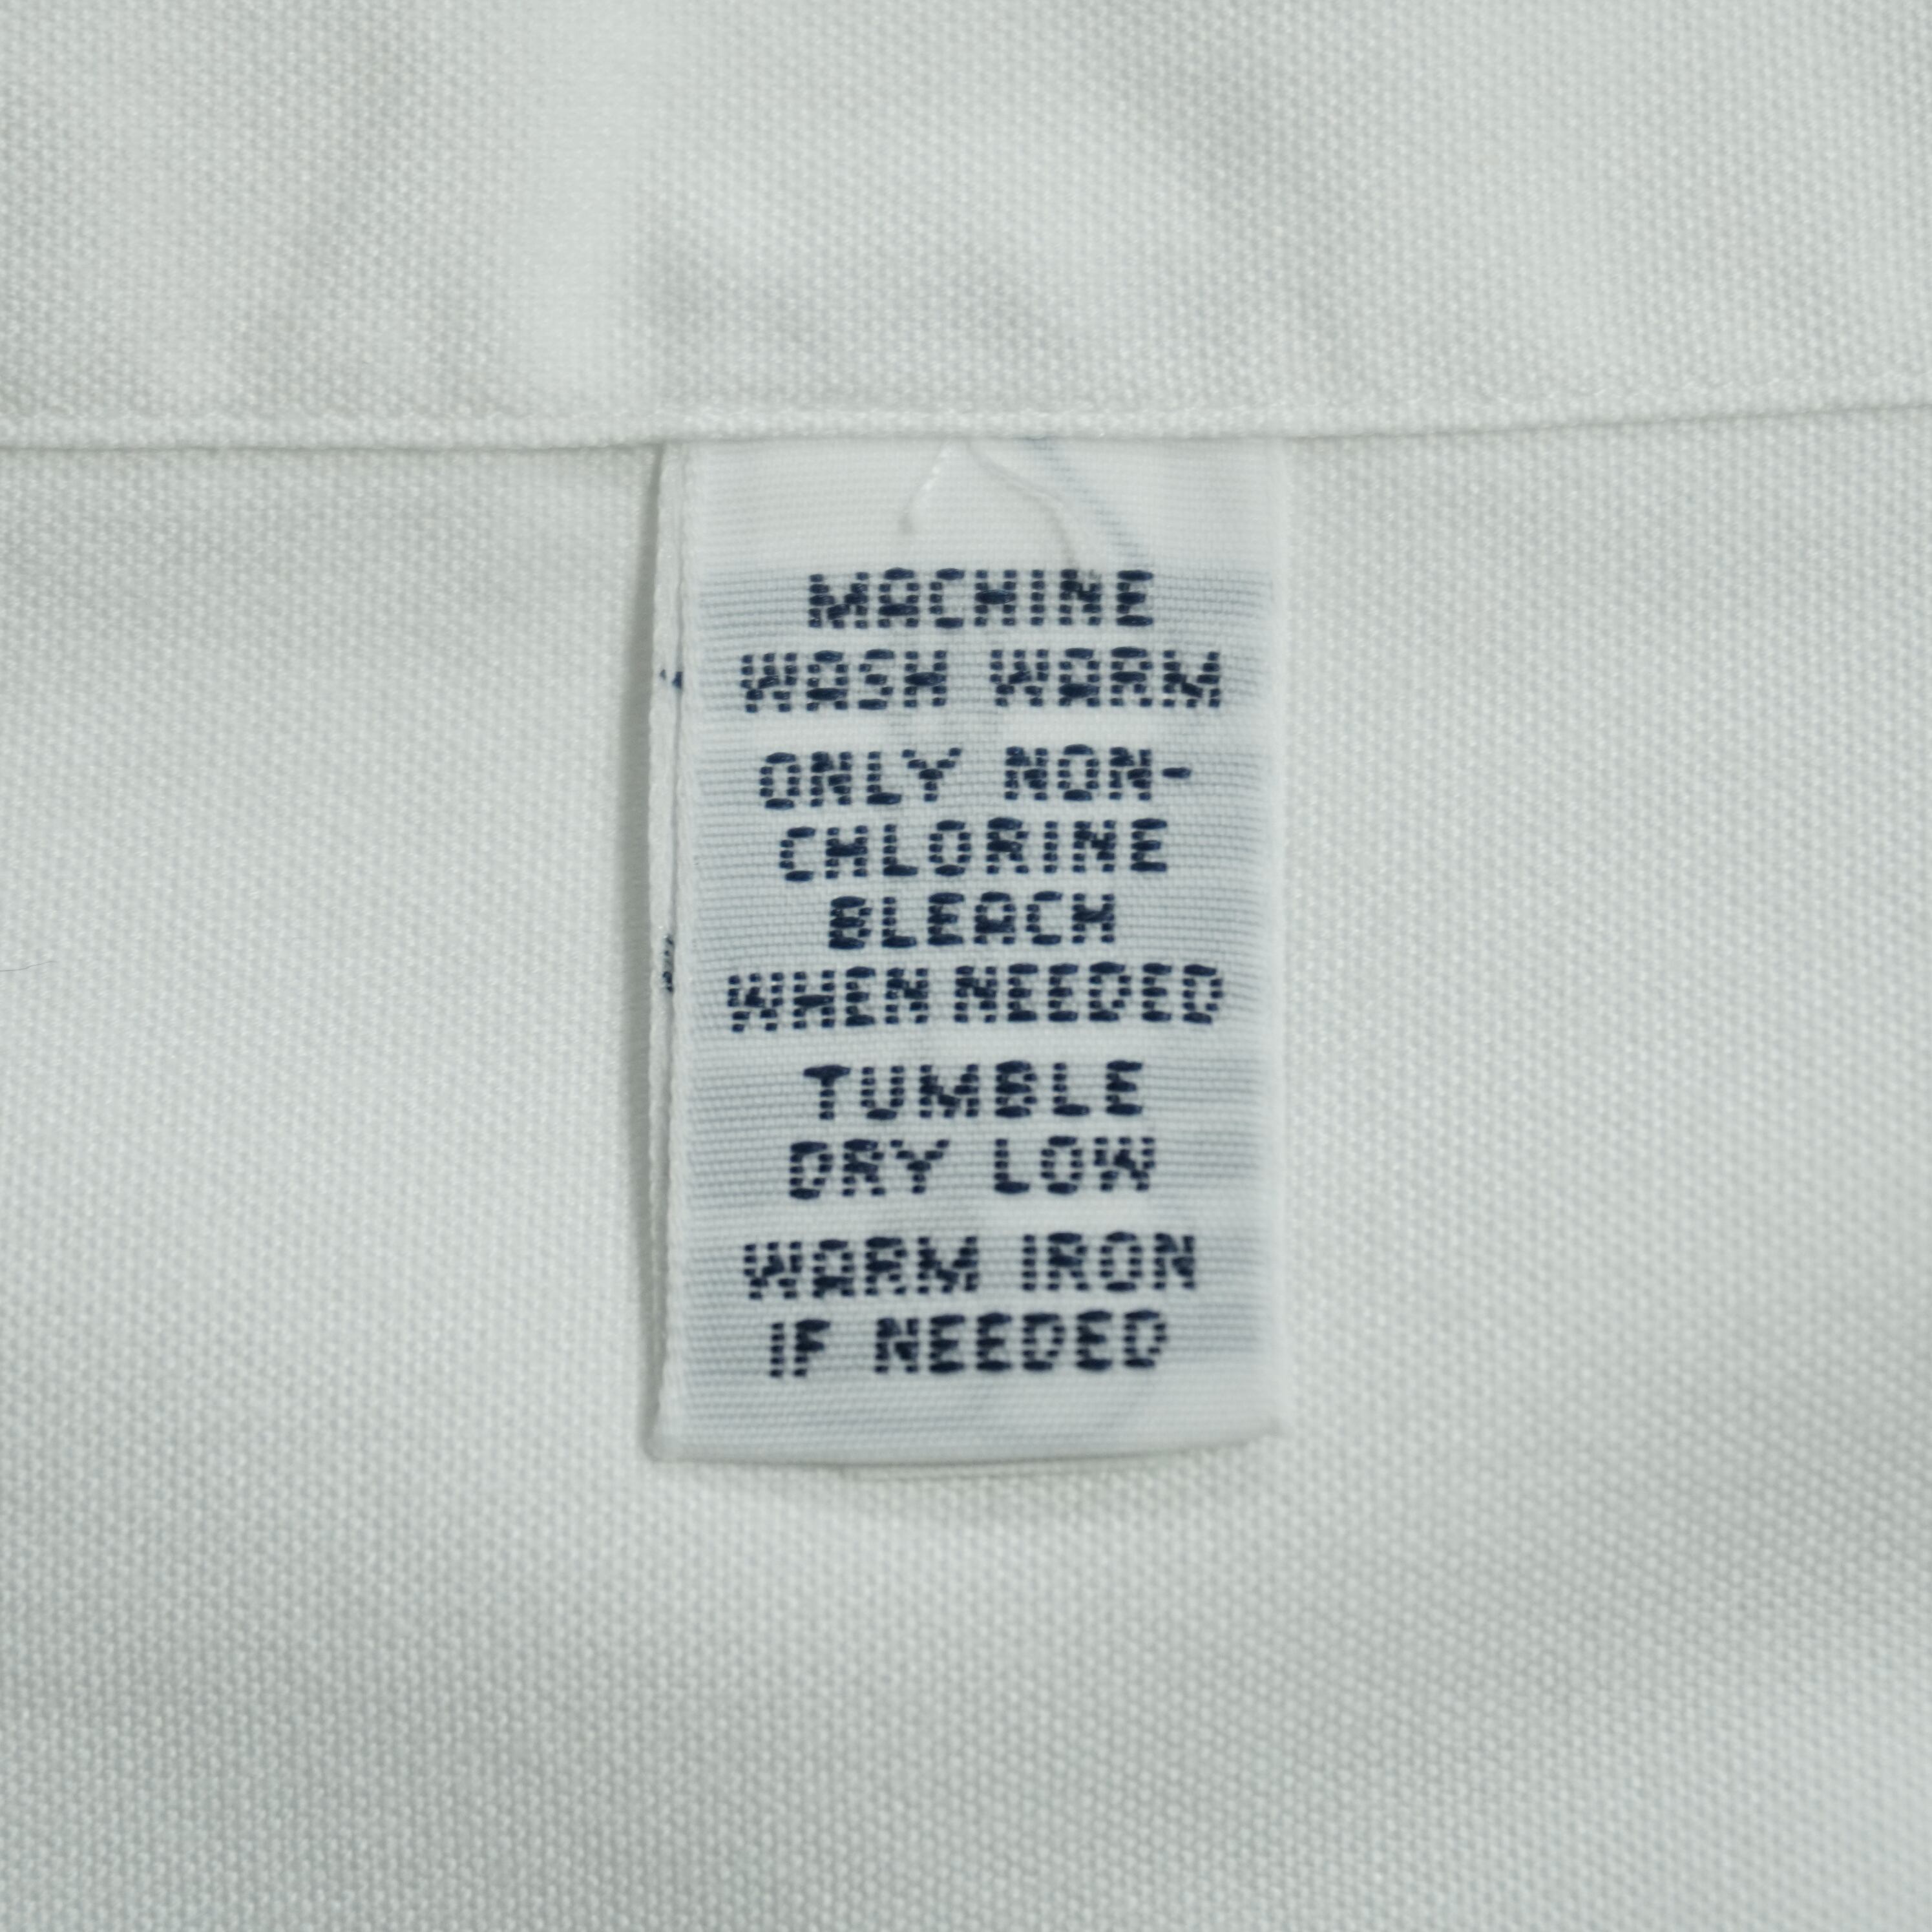 MACHINE
WASH WARM
ONLY NON-
CHLORINE
BLEACH
WHEN NEEDED
TUMBLE
DRY LOW
WARM IRON
IF NEEDED